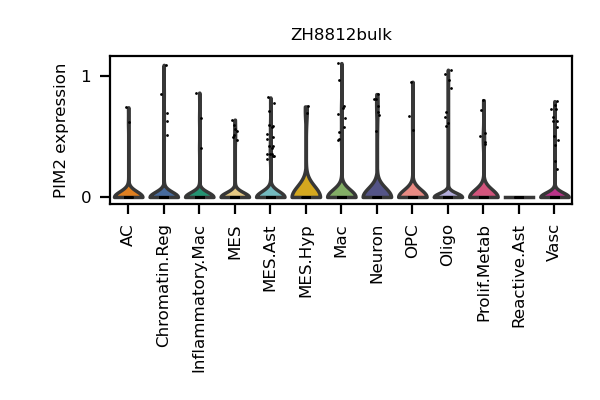 ZH8812bulk
PIM2 expression
1
0
AC
Chromatin.Reg
Inflammatory.Mac
MES
MES.Ast
MES.Hyp
Mac
Neuron
OPC
Oligo
Prolif.Metab
Reactive.Ast
Vasc